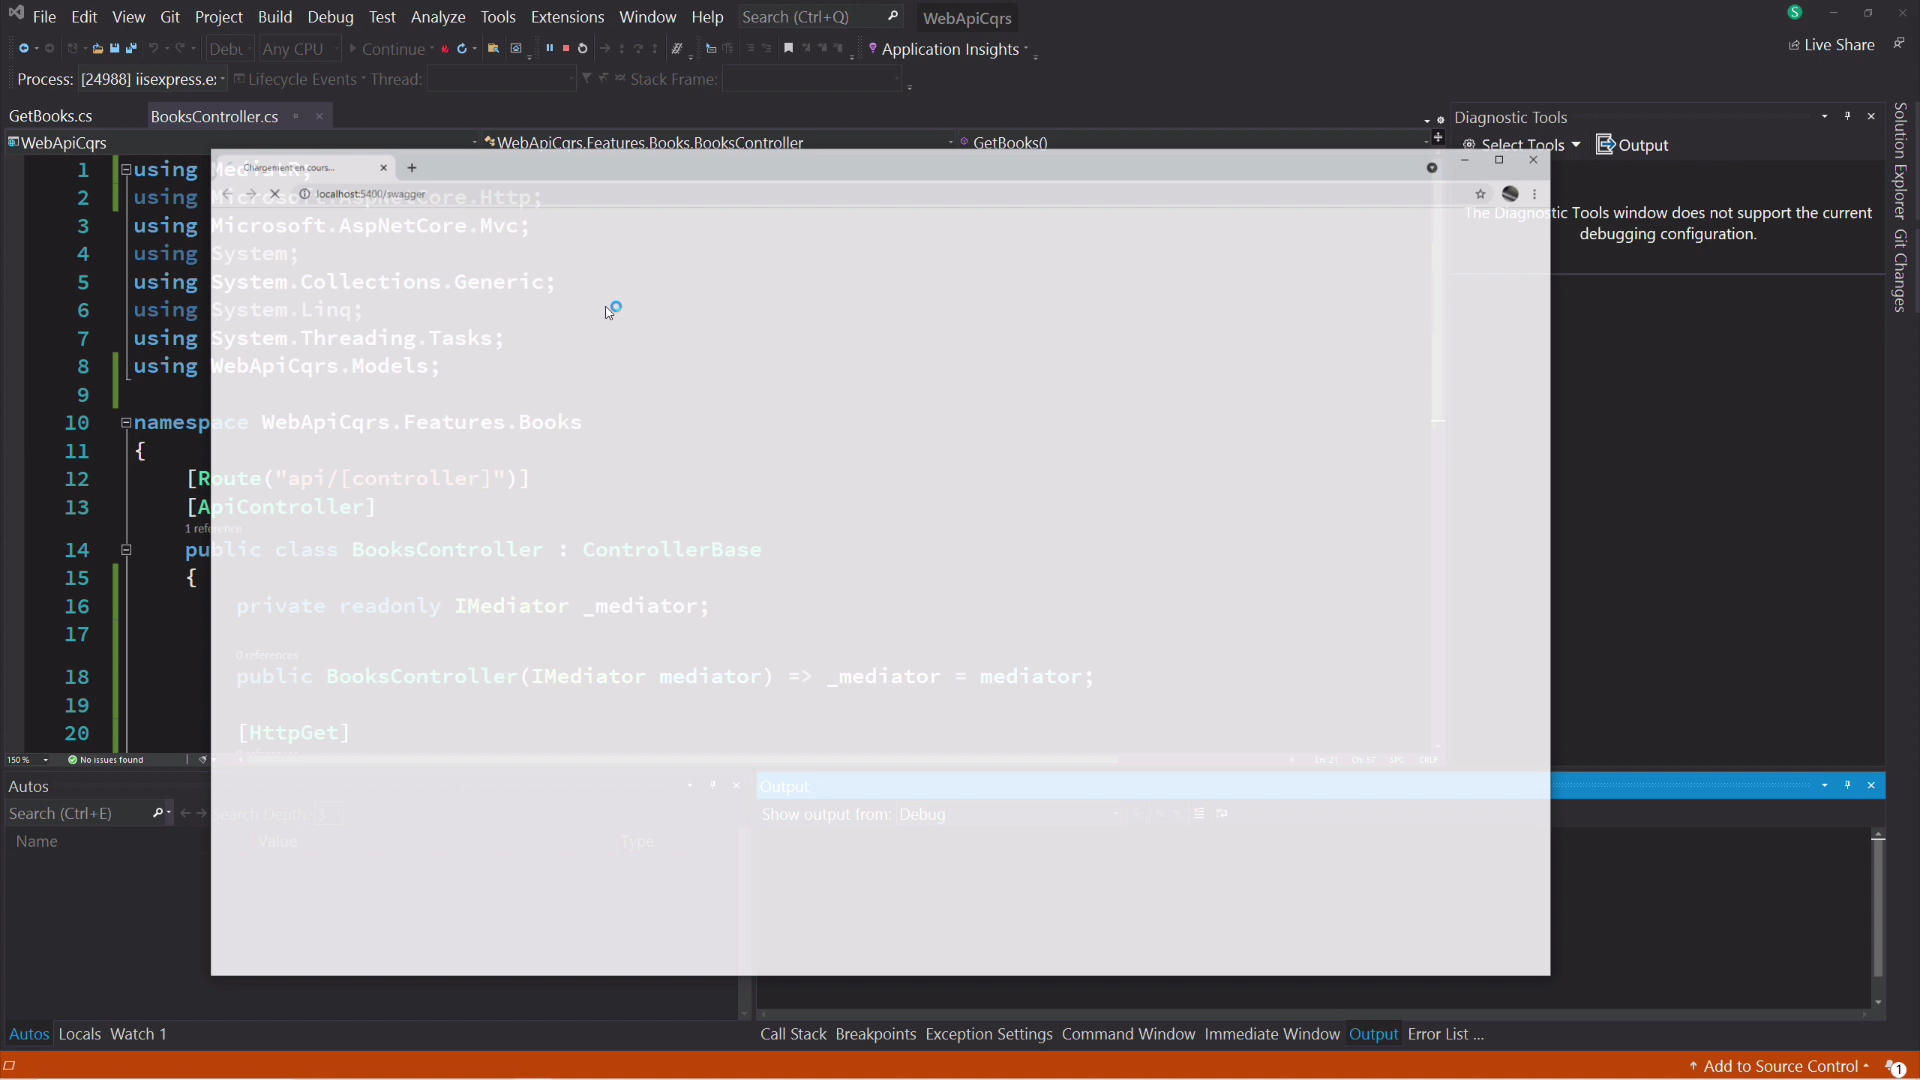 File Edit View Git Project Build Debug Test Analyze Tools Extensions Window Help Search (Ctrl+Q) WebApiCqrs S
Any CPU Continue Application Insights Live Share
Process: [24988] iisexpress.e: Lifecycle Events Thread: Stack Frame:
GetBooks.cs BooksController.cs Diagnostic Tools
WebApiCqrs WebApiCqrs.Features.Books.BooksController GetBooks() Select Tools Output
Chargement en cours...
localhost:5400/swagger
The Diagnostic Tools window does not support the current
debugging configuration.
Solution Explorer Git Changes
1 using MediatR;
2 using Microsoft.AspNetCore.Http;
3 using Microsoft.AspNetCore.Mvc;
4 using System;
5 using System.Collections.Generic;
6 using System.Linq;
7 using System.Threading.Tasks;
8 using WebApiCqrs.Models;
9
10 namespace WebApiCqrs.Features.Books
11 {
12 [Route("api/[controller]")]
13 [ApiController]
1 reference
14 public class BooksController : ControllerBase
15 {
16 private readonly IMediator _mediator;
17
0 references
18 public BooksController(IMediator mediator) => _mediator = mediator;
19
20 [HttpGet]
150 % No issues found Ln: 21 Ch: 57 SPC CRLF
Autos Output
Search (Ctrl+E) Search Depth: 3 Show output from: Debug
Name Value Type
Autos Locals Watch 1 Call Stack Breakpoints Exception Settings Command Window Immediate Window Output Error List ...
Add to Source Control 1